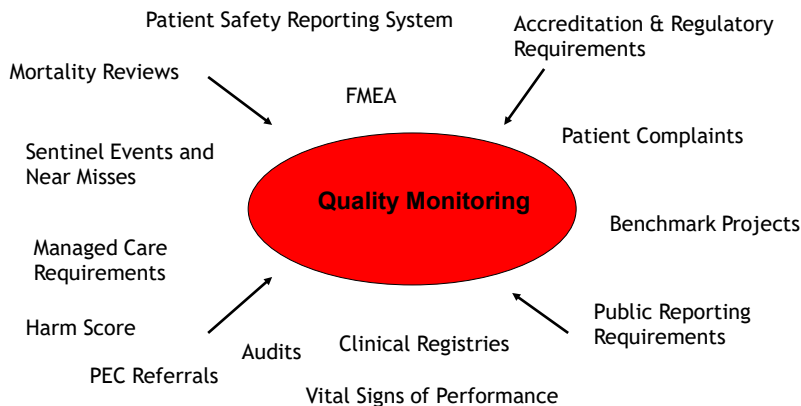 Patient Safety Reporting System
Accreditation & Regulatory
Requirements
Mortality Reviews
FMEA
Patient Complaints
Sentinel Events and
Near Misses
Quality Monitoring
Benchmark Projects
Managed Care
Requirements
Public Reporting
Requirements
Harm Score
Audits
Clinical Registries
PEC Referrals
Vital Signs of Performance